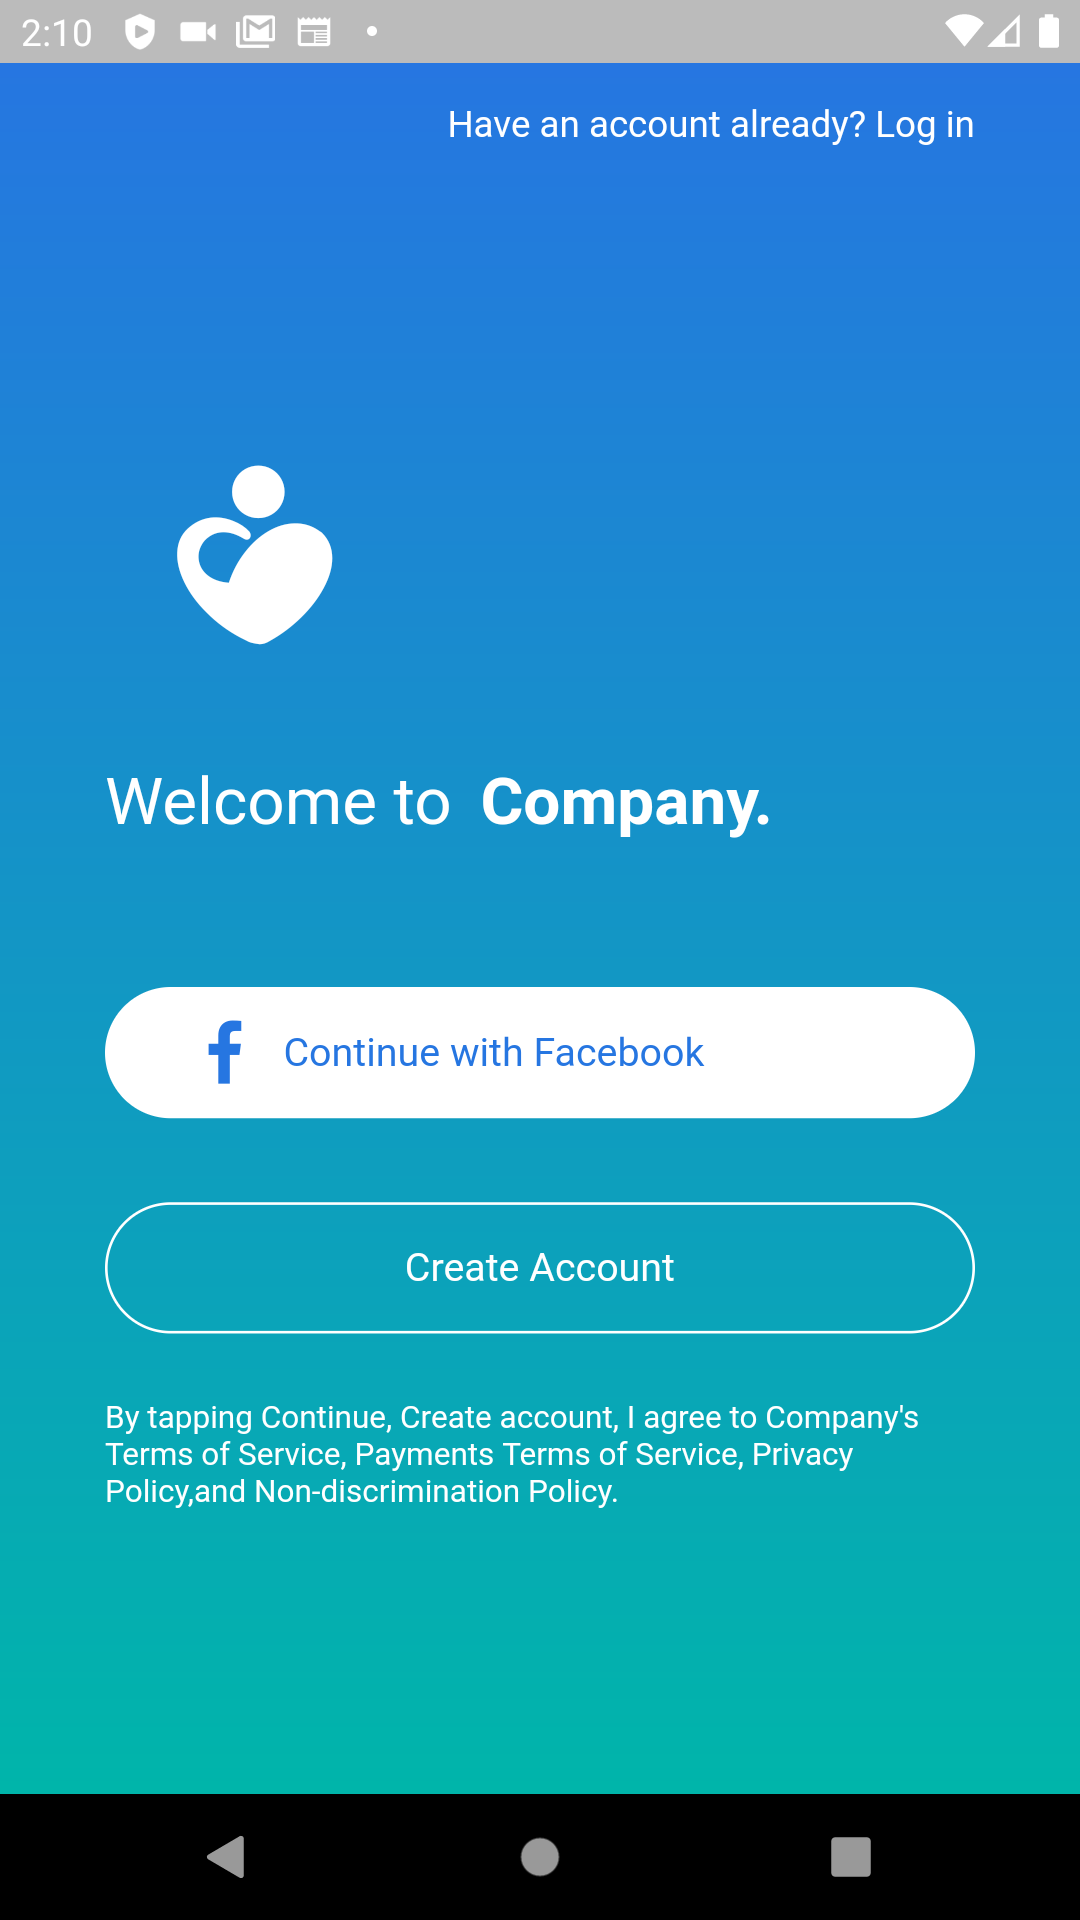 2:10
Have an account already? Log in
Welcome to Company.
Continue with Facebook
Create Account
By tapping Continue, Create account, I agree to Company's
Terms of Service, Payments Terms of Service, Privacy
Policy,and Non-discrimination Policy.